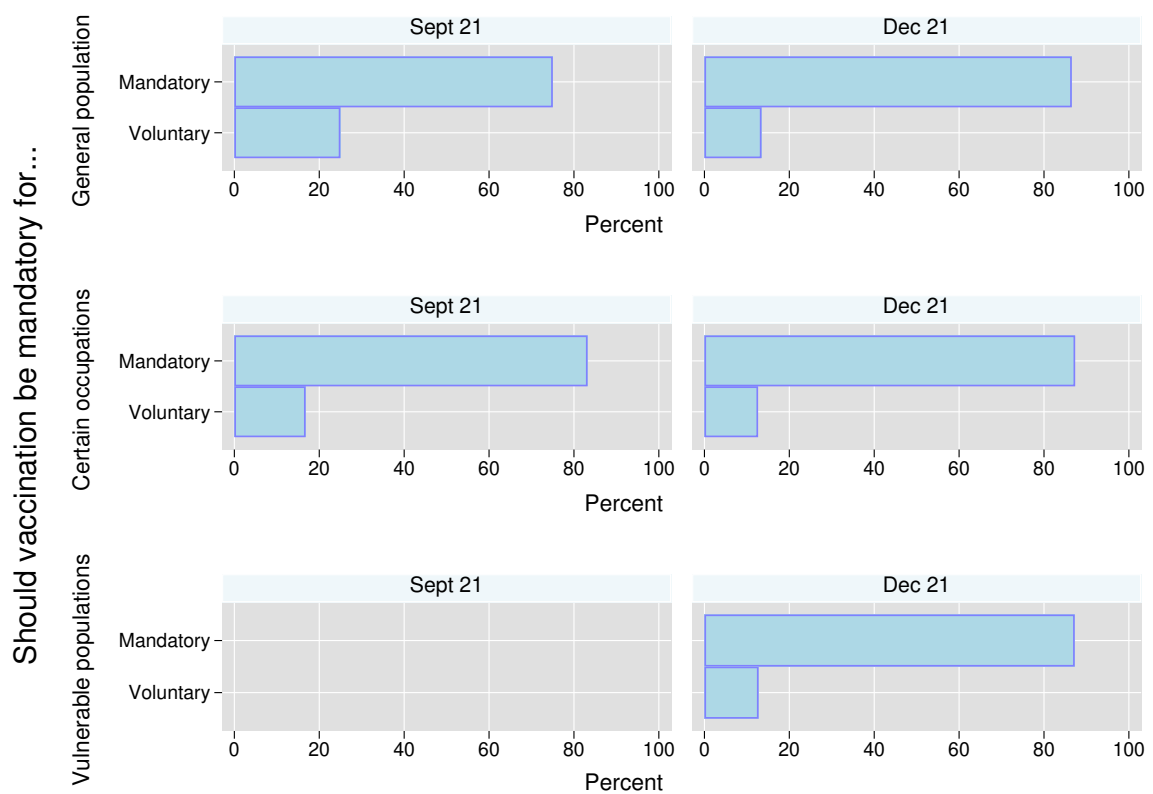 Should vaccination be mandatory for…
General population
Sept 21
Dec 21
Mandatory
Voluntary
0 20 40 60 80 100
0 20 40 60 80 100
Percent
Certain occupations
Sept 21
Dec 21
Mandatory
Voluntary
0 20 40 60 80 100
0 20 40 60 80 100
Percent
Vulnerable populations
Sept 21
Dec 21
Mandatory
Voluntary
0 20 40 60 80 100
0 20 40 60 80 100
Percent